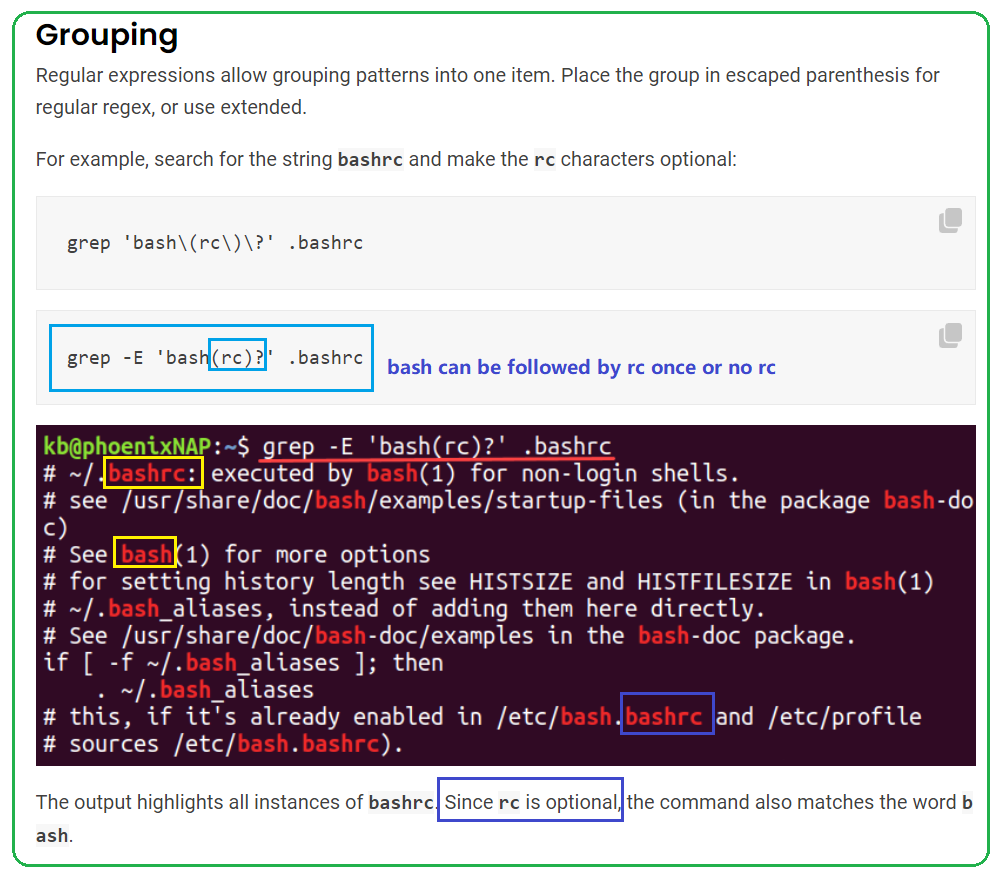 Grouping
Regular expressions allow grouping patterns into one item. Place the group in escaped parenthesis for
regular regex, or use extended.
For example, search for the string bashrc and make the rc characters optional:
grep 'bash\(rc\)\?' .bashrc
grep -E 'bash(rc)?' .bashrc
bash can be followed by rc once or no rc
kb@phoenixNAP:~$ grep -E 'bash(rc)?' .bashrc
# ~/.bashrc: executed by bash(1) for non-login shells.
# see /usr/share/doc/bash/examples/startup-files (in the package bash-do
c)
# See bash(1) for more options
# for setting history length see HISTSIZE and HISTFILESIZE in bash(1)
# ~/.bash_aliases, instead of adding them here directly.
# See /usr/share/doc/bash-doc/examples in the bash-doc package.
if [ -f ~/.bash_aliases ]; then
    . ~/.bash_aliases
# this, if it's already enabled in /etc/bash.bashrc and /etc/profile
# sources /etc/bash.bashrc).
The output highlights all instances of bashrc. Since rc is optional, the command also matches the word b
ash.